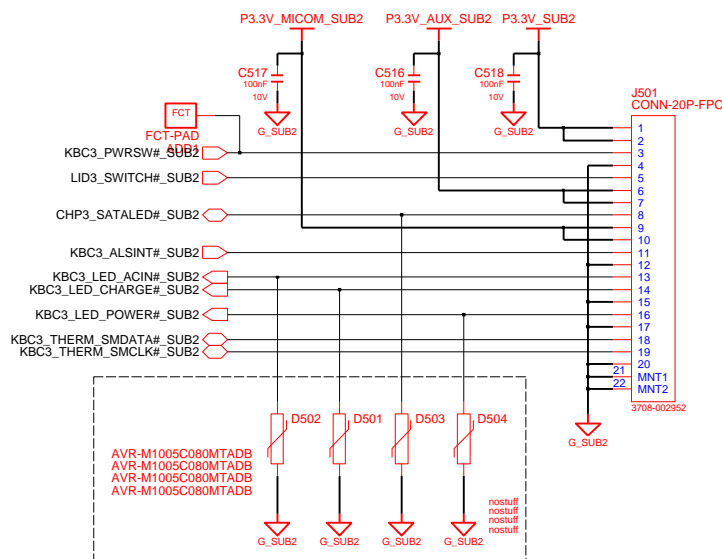 P3.3V_MICOM_SUB2 P3.3V_AUX_SUB2 P3.3V_SUB2
C517
100nF
10V
G_SUB2
C516
100nF
10V
G_SUB2
C518
100nF
10V
G_SUB2
J501
CONN-20P-FPC
FCT
FCT-PAD
ADD1
KBC3_PWRSW#_SUB2
LID3_SWITCH#_SUB2
CHP3_SATALED#_SUB2
KBC3_ALSINT#_SUB2
KBC3_LED_ACIN#_SUB2
KBC3_LED_CHARGE#_SUB2
KBC3_LED_POWER#_SUB2
KBC3_THERM_SMDATA#_SUB2
KBC3_THERM_SMCLK#_SUB2
1
2
3
4
5
6
7
8
9
10
11
12
13
14
15
16
17
18
19
20
21 MNT1
22 MNT2
3708-002952
G_SUB2
D502 D501 D503 D504
AVR-M1005C080MTADB
AVR-M1005C080MTADB
AVR-M1005C080MTADB
AVR-M1005C080MTADB
nostuff
nostuff
nostuff
nostuff
G_SUB2 G_SUB2 G_SUB2 G_SUB2